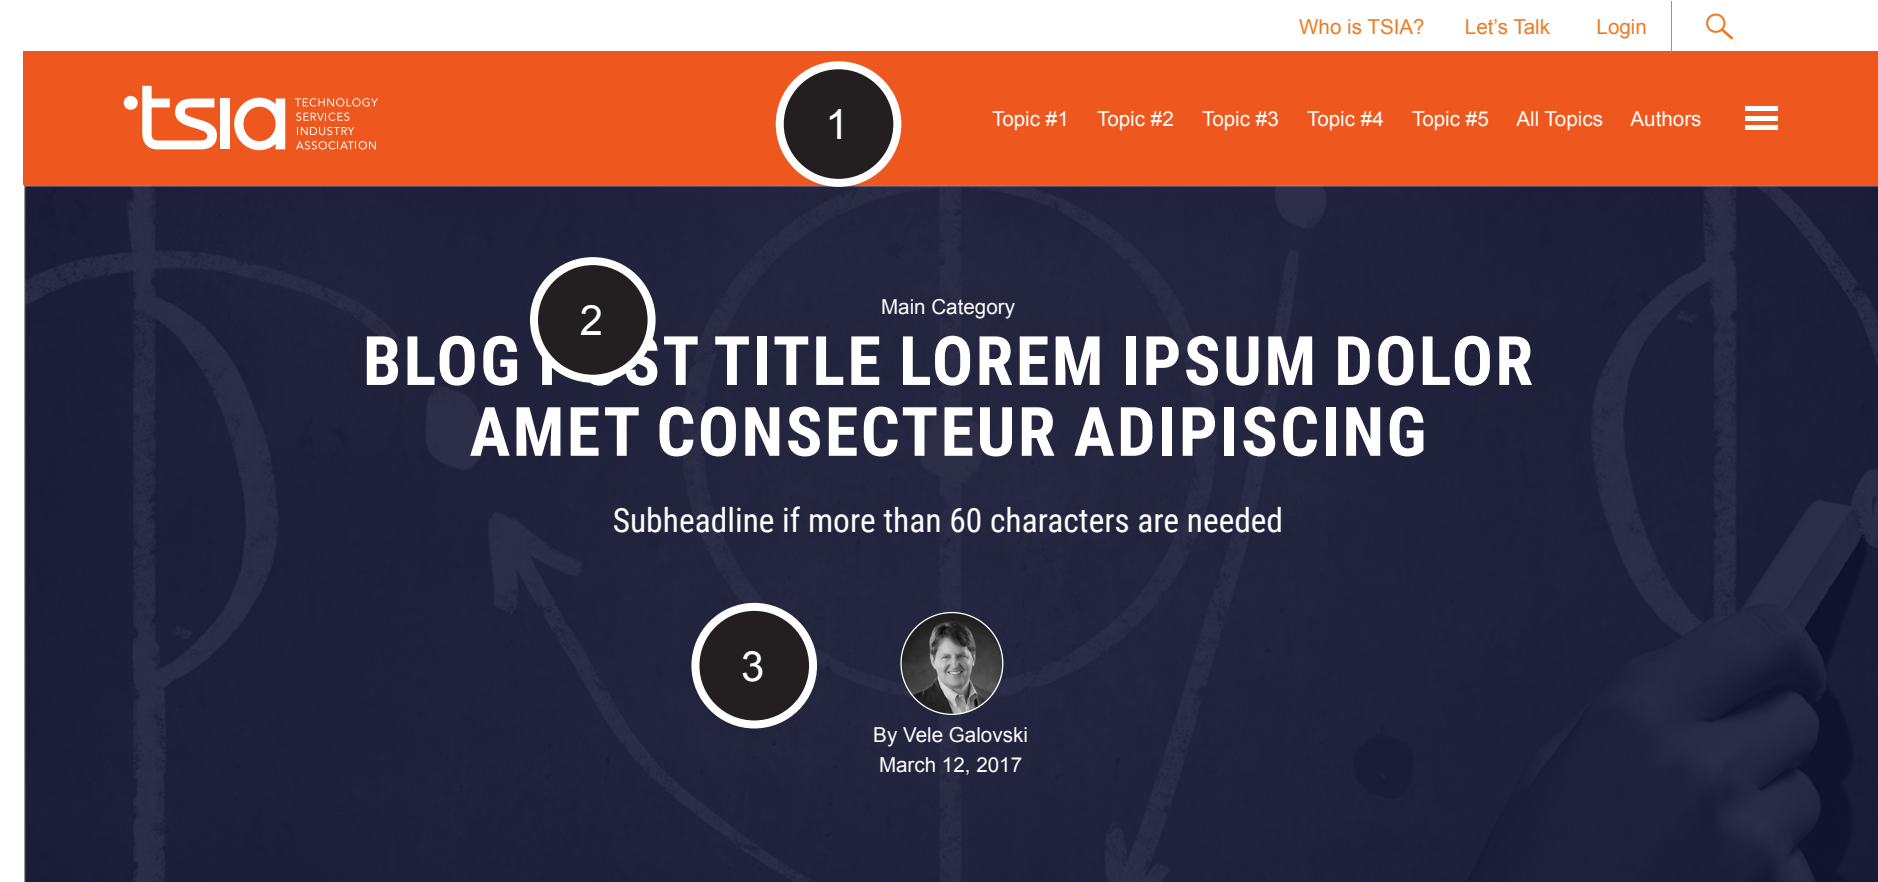 Who is TSIA? Let's Talk Login
tsia TECHNOLOGY
SERVICES
INDUSTRY
ASSOCIATION
1
Topic #1 Topic #2 Topic #3 Topic #4 Topic #5 All Topics Authors
2
Main Category
BLOG POST TITLE LOREM IPSUM DOLOR
AMET CONSECTEUR ADIPISCING
Subheadline if more than 60 characters are needed
3
By Vele Galovski
March 12, 2017